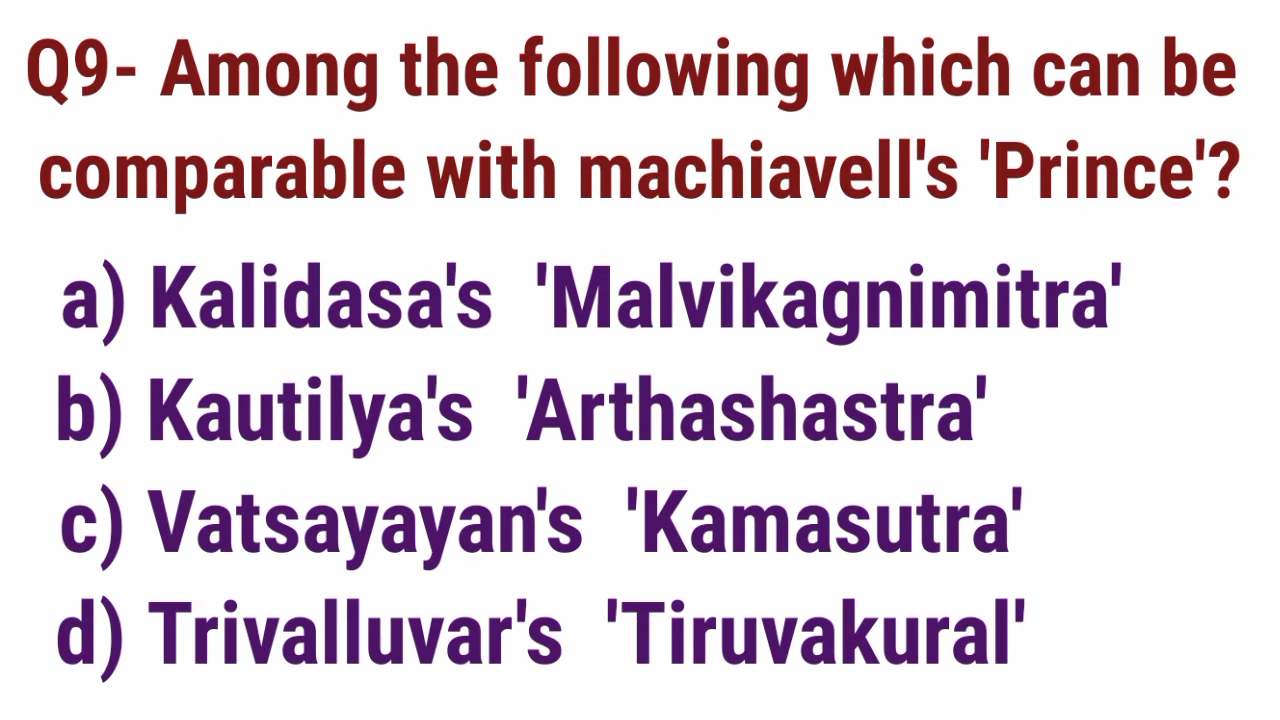 Q9- Among the following which can be
comparable with machiavell's 'Prince'?
a) Kalidasa's 'Malvikagnimitra'
b) Kautilya's 'Arthashastra'
c) Vatsayayan's 'Kamasutra'
d) Trivalluvar's 'Tiruvakural'